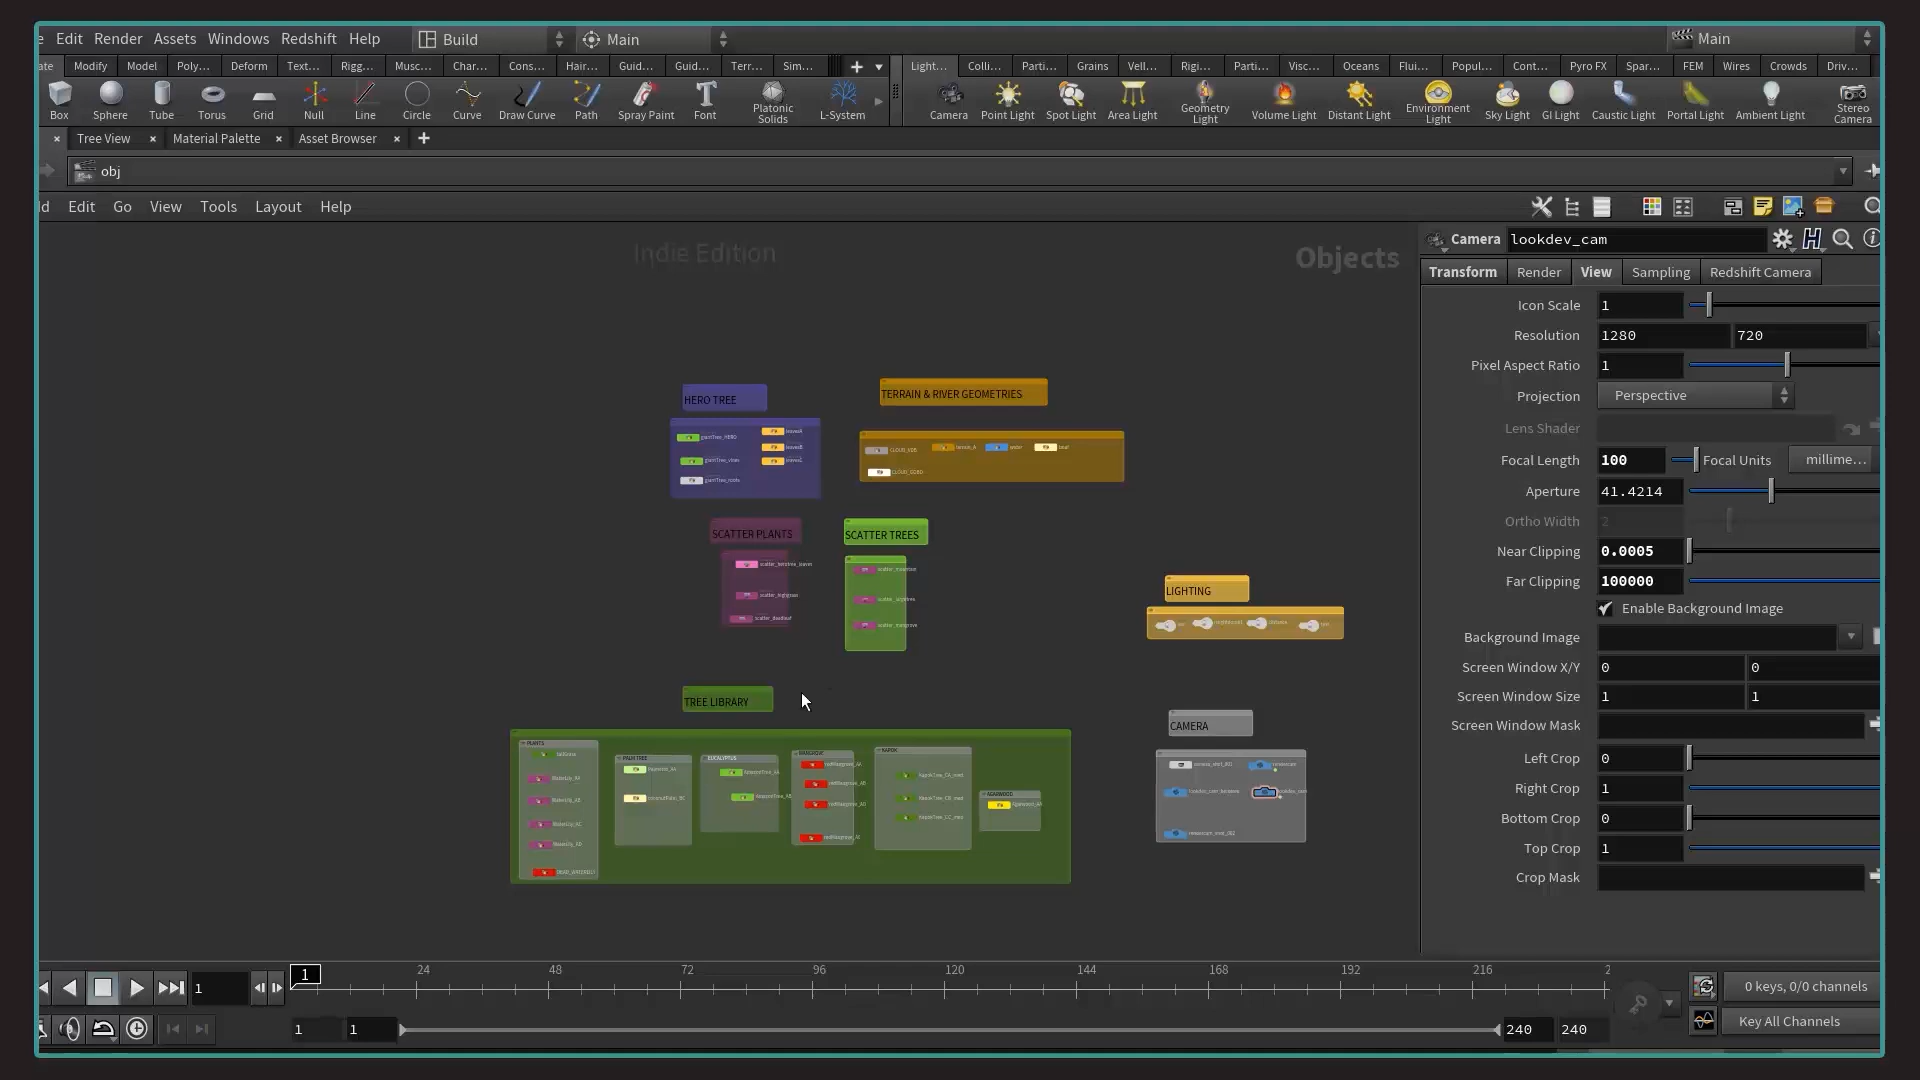 Edit Render Assets Windows Redshift Help Build Main Main
Modify Model Poly... Deform Text... Rigg... Musc... Char... Cons... Hair... Guid... Guid... Terr... Sim... Light... Colli... Parti... Grains Vell... Rigi... Parti... Visc... Oceans Flui... Popul... Cont... Pyro FX Spar... FEM Wires Crowds Driv...
Box Sphere Tube Torus Grid Null Line Circle Curve Draw Curve Path Spray Paint Font Platonic Solids L-System Camera Point Light Spot Light Area Light Geometry Light Volume Light Distant Light Environment Light Sky Light GI Light Caustic Light Portal Light Ambient Light Stereo Camera
Tree View Material Palette Asset Browser
obj
Edit Go View Tools Layout Help
Indie Edition
Objects
Camera lookdev_cam
Transform Render View Sampling Redshift Camera
Icon Scale 1
Resolution 1280 720
Pixel Aspect Ratio 1
Projection Perspective
Lens Shader
Focal Length 100 Focal Units millime...
Aperture 41.4214
Ortho Width 2
Near Clipping 0.0005
Far Clipping 100000
Enable Background Image
Background Image
Screen Window X/Y 0 0
Screen Window Size 1 1
Screen Window Mask
Left Crop 0
Right Crop 1
Bottom Crop 0
Top Crop 1
Crop Mask
HERO TREE
TERRAIN & RIVER GEOMETRIES
SCATTER PLANTS
SCATTER TREES
LIGHTING
TREE LIBRARY
CAMERA
PLANTS
PALM TREE
EUCALYPTUS
1 24 48 72 96 120 144 168 192 216
1
0 keys, 0/0 channels
1 1 240 240
Key All Channels